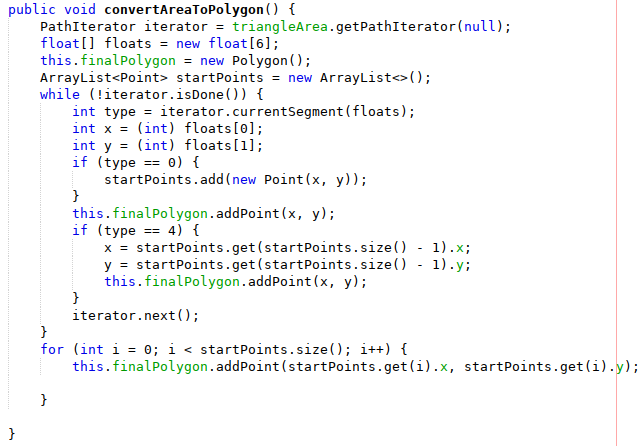 public void convertAreaToPolygon() {
    PathIterator iterator = triangleArea.getPathIterator(null);
    float[] floats = new float[6];
    this.finalPolygon = new Polygon();
    ArrayList<Point> startPoints = new ArrayList<>();
    while (!iterator.isDone()) {
        int type = iterator.currentSegment(floats);
        int x = (int) floats[0];
        int y = (int) floats[1];
        if (type == 0) {
            startPoints.add(new Point(x, y));
        }
        this.finalPolygon.addPoint(x, y);
        if (type == 4) {
            x = startPoints.get(startPoints.size() - 1).x;
            y = startPoints.get(startPoints.size() - 1).y;
            this.finalPolygon.addPoint(x, y);
        }
        iterator.next();
    }
    for (int i = 0; i < startPoints.size(); i++) {
        this.finalPolygon.addPoint(startPoints.get(i).x, startPoints.get(i).y);

    }

}